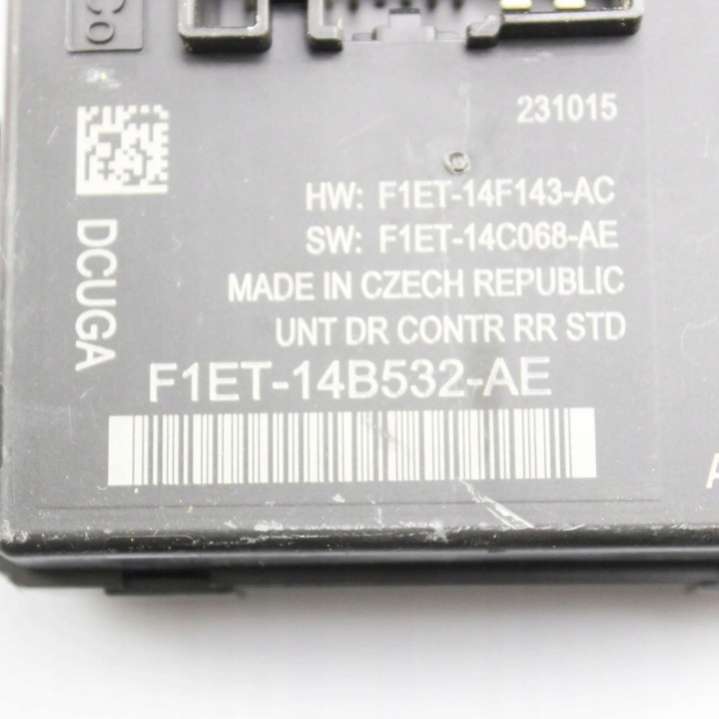 Co
231015
HW: F1ET-14F143-AC
SW: F1ET-14C068-AE
MADE IN CZECH REPUBLIC
UNT DR CONTR RR STD
DCUGA
F1ET-14B532-AE
A